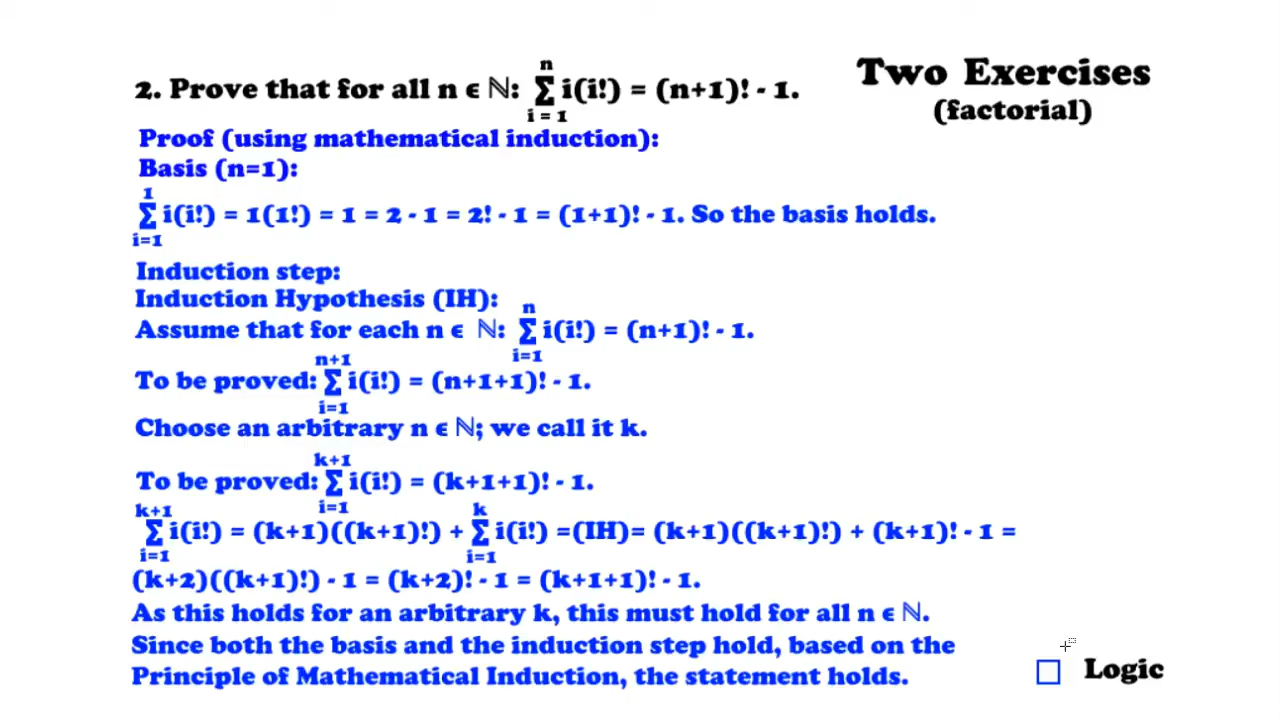 Two Exercises
(factorial)
2. Prove that for all n ϵ ℕ: n Σ i=1 i(i!) = (n+1)! - 1.
Proof (using mathematical induction):
Basis (n=1):
1 Σ i=1 i(i!) = 1(1!) = 1 = 2 - 1 = 2! - 1 = (1+1)! - 1. So the basis holds.
Induction step:
Induction Hypothesis (IH):
Assume that for each n ϵ ℕ: n Σ i=1 i(i!) = (n+1)! - 1.
To be proved: n+1 Σ i=1 i(i!) = (n+1+1)! - 1.
Choose an arbitrary n ϵ ℕ; we call it k.
To be proved: k+1 Σ i=1 i(i!) = (k+1+1)! - 1.
k+1 Σ i=1 i(i!) = (k+1)((k+1)!) + k Σ i=1 i(i!) =(IH)= (k+1)((k+1)!) + (k+1)! - 1 =
(k+2)((k+1)!) - 1 = (k+2)! - 1 = (k+1+1)! - 1.
As this holds for an arbitrary k, this must hold for all n ϵ ℕ.
Since both the basis and the induction step hold, based on the
Principle of Mathematical Induction, the statement holds.
□ Logic